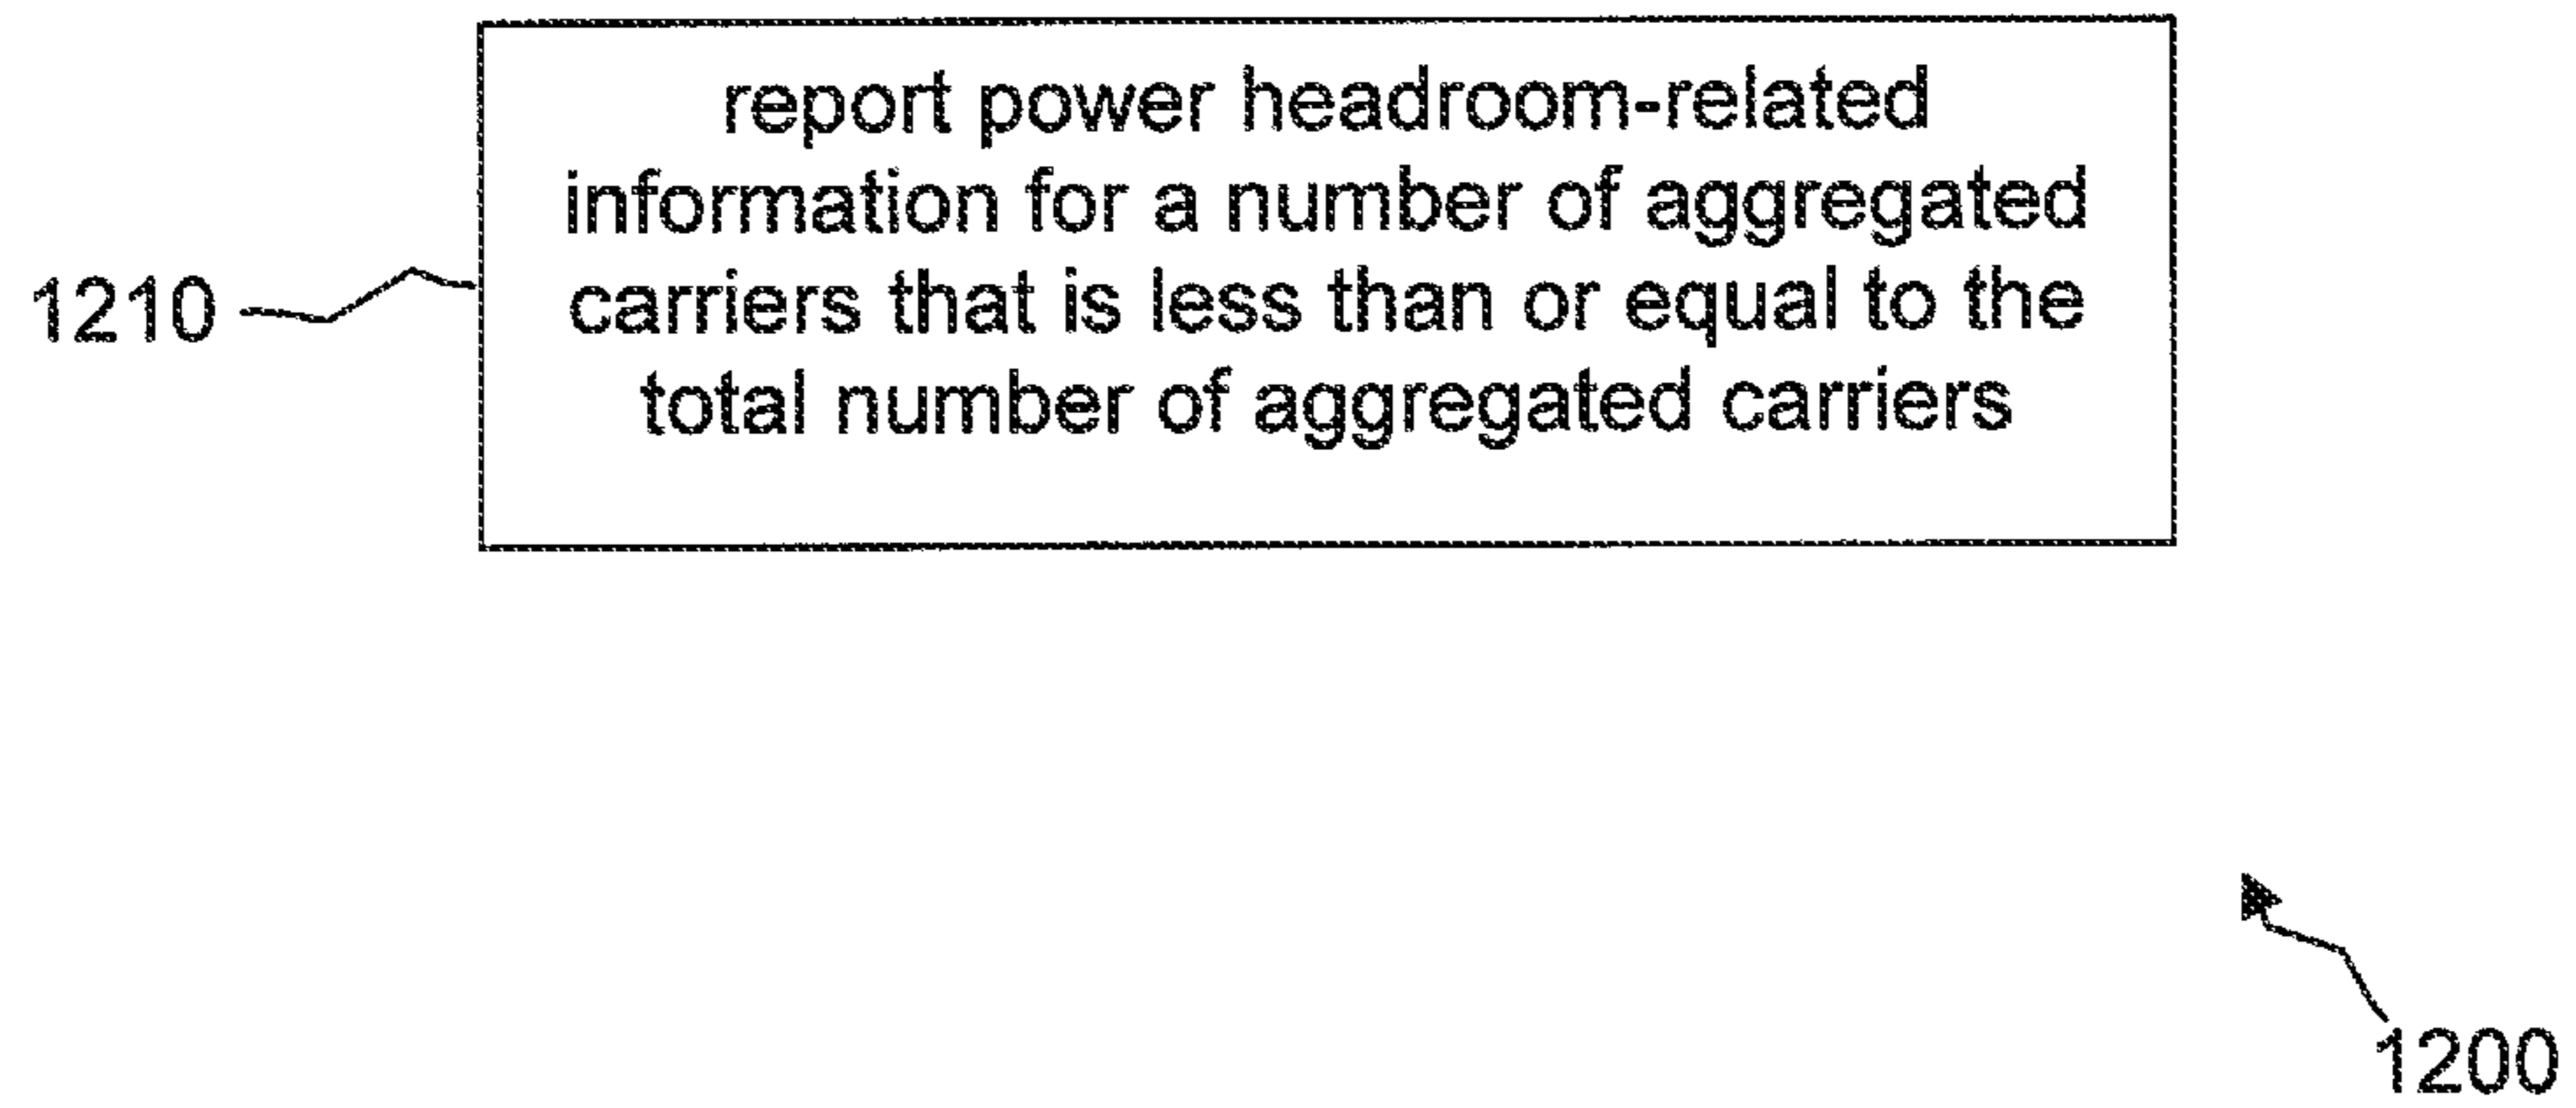 report power headroom-related
information for a number of aggregated
carriers that is less than or equal to the
total number of aggregated carriers
1210
1200